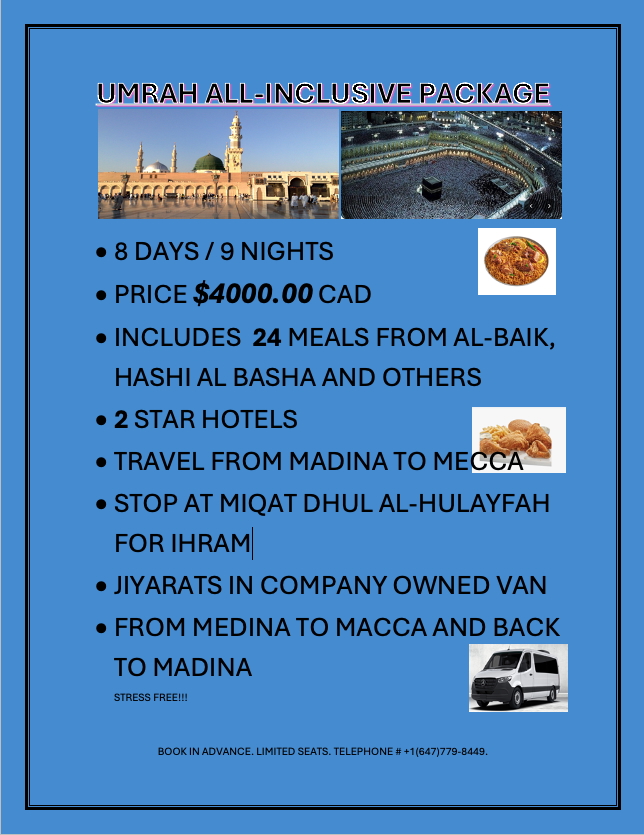 UMRAH ALL-INCLUSIVE PACKAGE
• 8 DAYS / 9 NIGHTS
• PRICE $4000.00 CAD
• INCLUDES  24 MEALS FROM AL-BAIK,
HASHI AL BASHA AND OTHERS
• 2 STAR HOTELS
• TRAVEL FROM MADINA TO MECCA
• STOP AT MIQAT DHUL AL-HULAYFAH
FOR IHRAM
• JIYARATS IN COMPANY OWNED VAN
• FROM MEDINA TO MACCA AND BACK
TO MADINA
STRESS FREE!!!
BOOK IN ADVANCE. LIMITED SEATS. TELEPHONE # +1(647)779-8449.